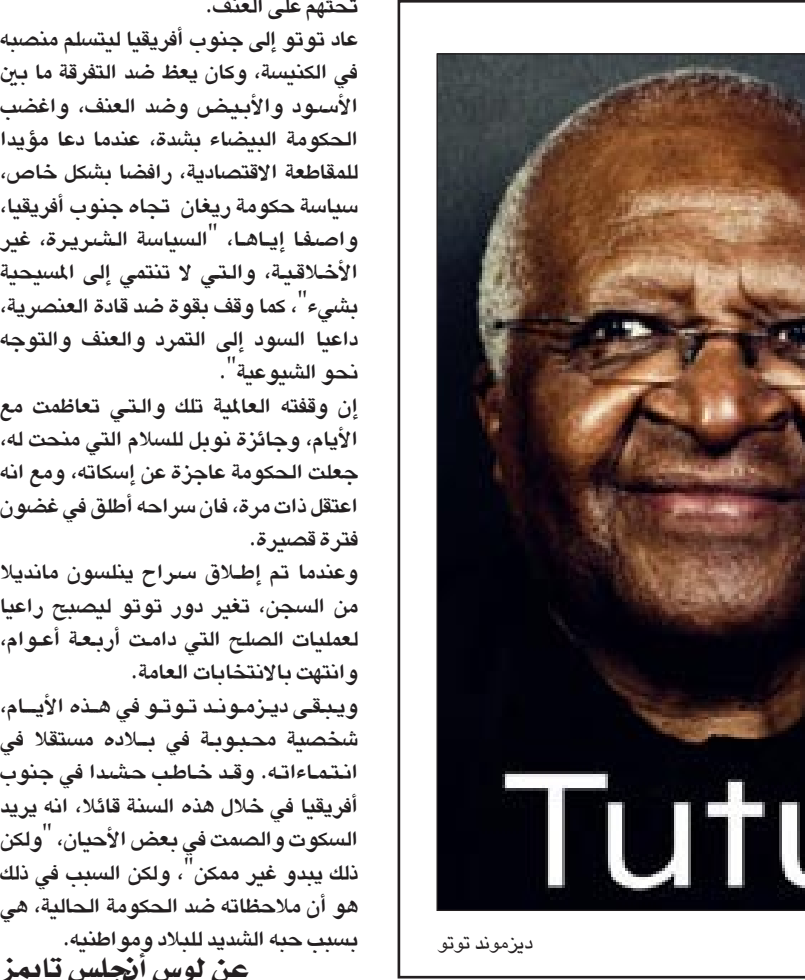 تحثهم على العنف.
عاد توتو إلى جنوب أفريقيا ليتسلم منصبه
في الكنيسة، وكان يعظ ضد التفرقة ما بين
الأسود والأبيض وضد العنف، واغضب
الحكومة البيضاء بشدة، عندما دعا مؤيدا
للمقاطعة الاقتصادية، رافضا بشكل خاص،
سياسة حكومة ريغان تجاه جنوب أفريقيا،
واصفا إياها، "السياسة الشريرة، غير
الأخلاقية، والتي لا تنتمي إلى المسيحية
بشيء"، كما وقف بقوة ضد قادة العنصرية،
داعيا السود إلى التمرد والعنف والتوجه
نحو الشيوعية".
إن وقفته العالمية تلك والتي تعاظمت مع
الأيام، وجائزة نوبل للسلام التي منحت له،
جعلت الحكومة عاجزة عن إسكاته، ومع انه
اعتقل ذات مرة، فان سراحه أطلق في غضون
فترة قصيرة.
وعندما تم إطلاق سراح ينلسون مانديلا
من السجن، تغير دور توتو ليصبح راعيا
لعمليات الصلح التي دامت أربعة أعوام،
وانتهت بالانتخابات العامة.
ويبقى ديزموند توتو في هذه الأيام،
شخصية محبوبة في بلاده مستقلا في
انتماءاته. وقد خاطب حشدا في جنوب
أفريقيا في خلال هذه السنة قائلا، انه يريد
السكوت والصمت في بعض الأحيان، "ولكن
ذلك يبدو غير ممكن"، ولكن السبب في ذلك
هو أن ملاحظاته ضد الحكومة الحالية، هي
بسبب حبه الشديد للبلاد ومواطنيه.
عن لوس أنجلس تايمز
Tutu
ديزموند توتو